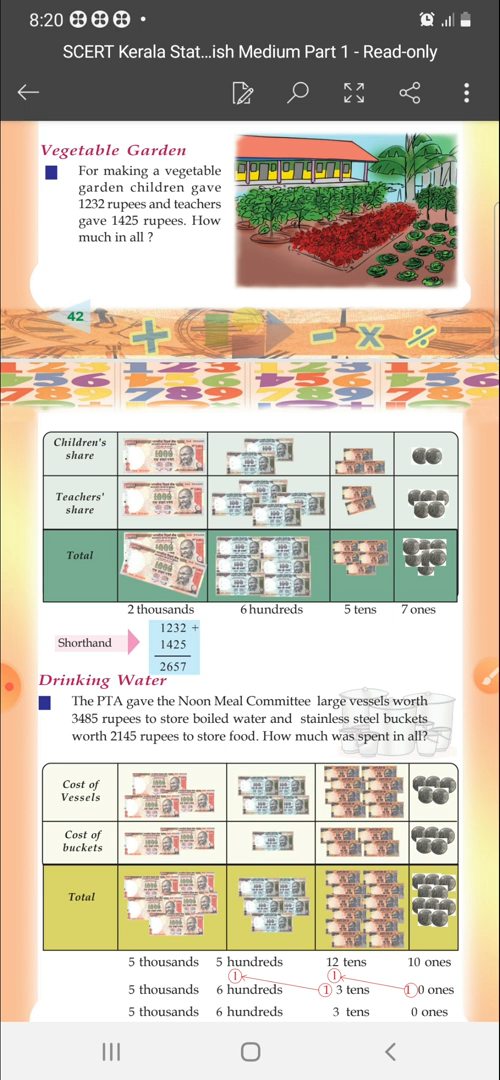 8:20
SCERT Kerala Stat...ish Medium Part 1 - Read-only
Vegetable Garden
For making a vegetable
garden children gave
1232 rupees and teachers
gave 1425 rupees. How
much in all ?
42
Children's
share
Teachers'
share
Total
2 thousands 6 hundreds 5 tens 7 ones
Shorthand
1232 +
1425
2657
Drinking Water
The PTA gave the Noon Meal Committee large vessels worth
3485 rupees to store boiled water and stainless steel buckets
worth 2145 rupees to store food. How much was spent in all?
Cost of
Vessels
Cost of
buckets
Total
5 thousands 5 hundreds 12 tens 10 ones
1 1
5 thousands 6 hundreds 1 3 tens 1 0 ones
5 thousands 6 hundreds 3 tens 0 ones